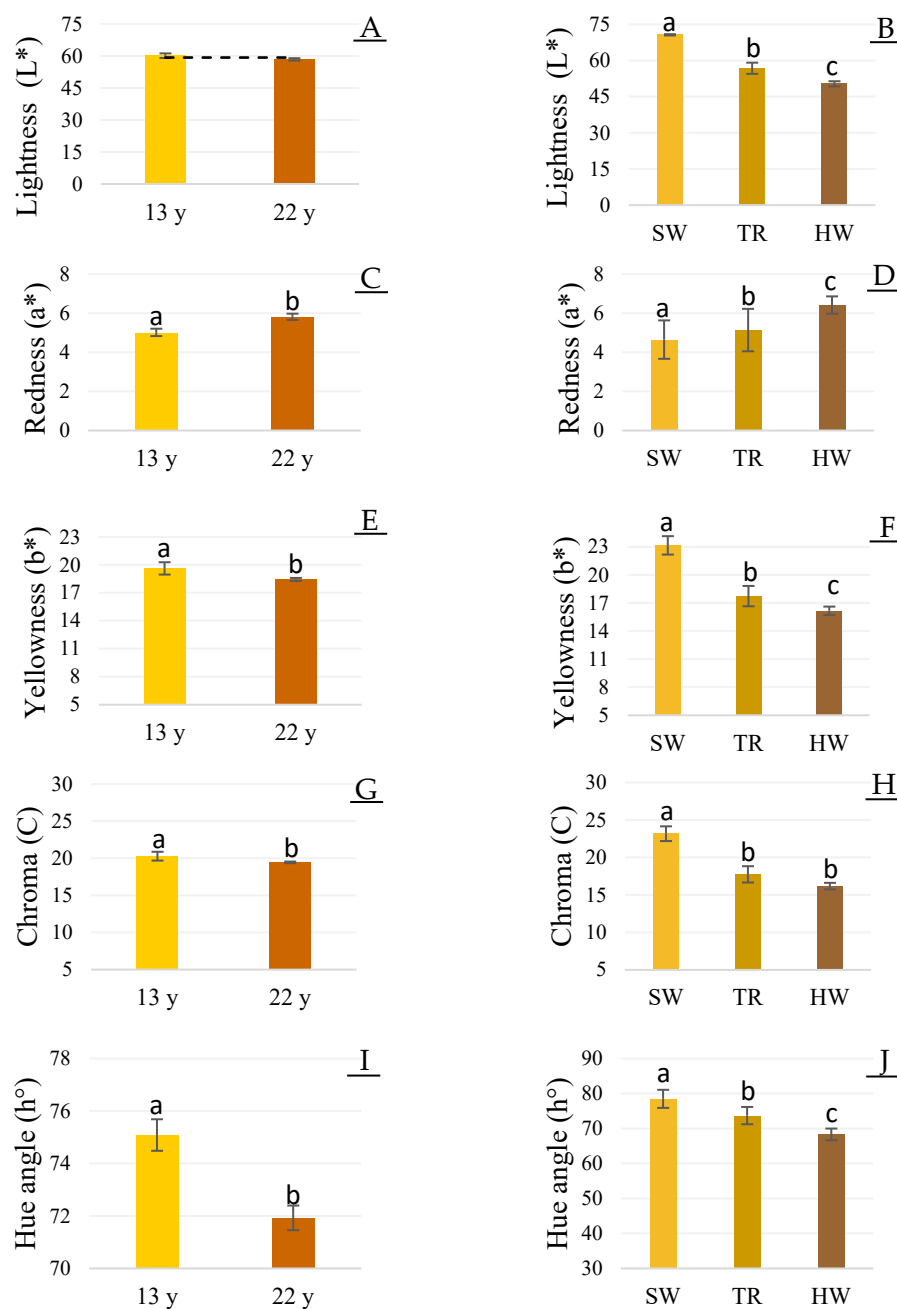 A
Lightness (L*)
75
60
45
30
15
0
13 y 22 y
B
Lightness (L*)
75
60
45
30
15
0
a b c
SW TR HW
C
Redness (a*)
8
6
4
2
0
a b
13 y 22 y
D
Redness (a*)
8
6
4
2
0
a b c
SW TR HW
E
Yellowness (b*)
23
20
17
14
11
8
5
a b
13 y 22 y
F
Yellowness (b*)
23
20
17
14
11
8
5
a b c
SW TR HW
G
Chroma (C)
30
25
20
15
10
5
a b
13 y 22 y
H
Chroma (C)
30
25
20
15
10
5
a b b
SW TR HW
I
Hue angle (h°)
78
76
74
72
70
a b
13 y 22 y
J
Hue angle (h°)
90
80
70
60
50
40
30
a b c
SW TR HW